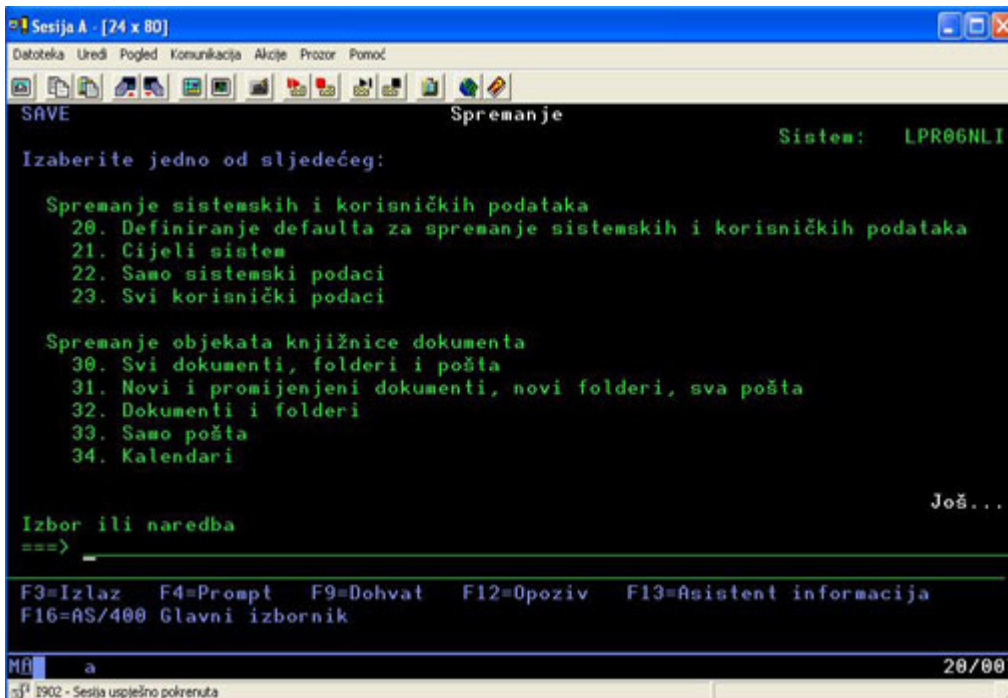 Sesija A - [24 x 80]
Datoteka Uredi Pogled Komunikacija Akcije Prozor Pomoć
SAVE Spremanje
Sistem: LPR06NLI
Izaberite jedno od sljedećeg:
Spremanje sistemskih i korisničkih podataka
20. Definiranje defaulta za spremanje sistemskih i korisničkih podataka
21. Cijeli sistem
22. Samo sistemski podaci
23. Svi korisnički podaci
Spremanje objekata knjižnice dokumenta
30. Svi dokumenti, folderi i pošta
31. Novi i promijenjeni dokumenti, novi folderi, sva pošta
32. Dokumenti i folderi
33. Samo pošta
34. Kalendari
Još...
Izbor ili naredba
===>
F3=Izlaz F4=Prompt F9=Dohvat F12=Opoziv F13=Asistent informacija
F16=AS/400 Glavni izbornik
MA a 20/00
I902 - Sesija uspješno pokrenuta